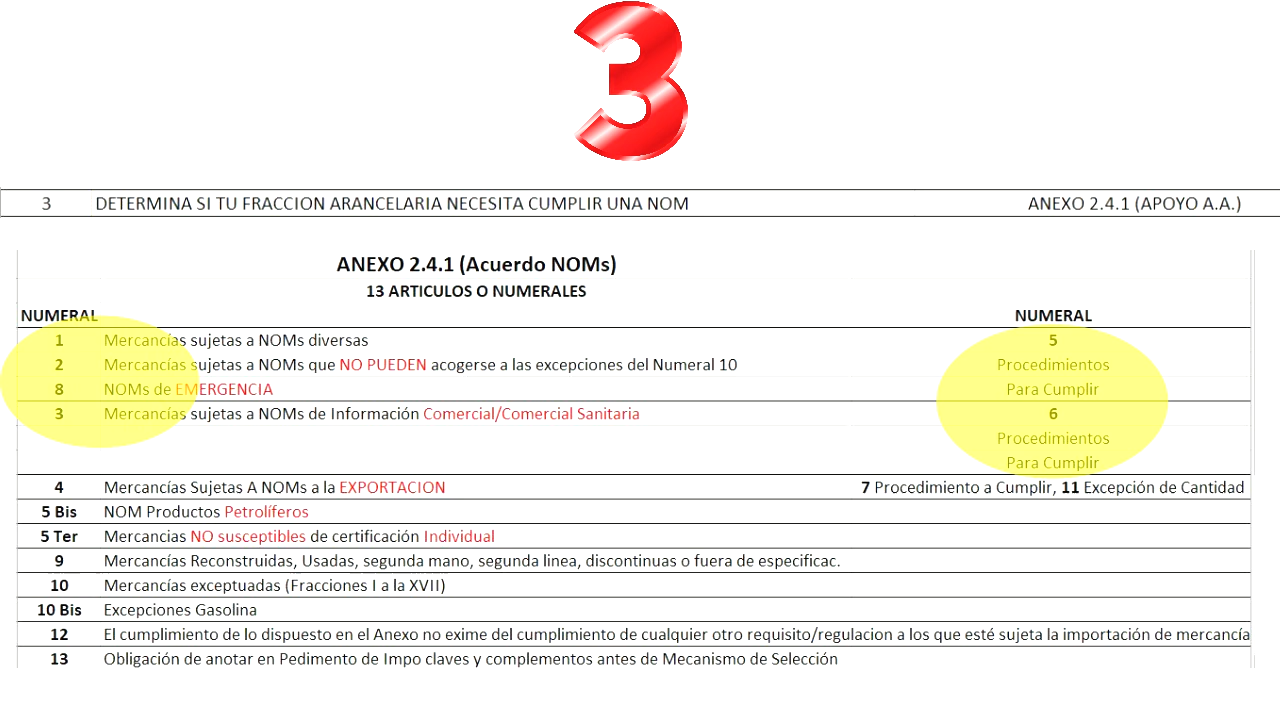 3
3 DETERMINA SI TU FRACCION ARANCELARIA NECESITA CUMPLIR UNA NOM ANEXO 2.4.1 (APOYO A.A.)
ANEXO 2.4.1 (Acuerdo NOMs)
13 ARTICULOS O NUMERALES
NUMERAL NUMERAL
1 Mercancías sujetas a NOMs diversas 5
2 Mercancías sujetas a NOMs que NO PUEDEN acogerse a las excepciones del Numeral 10 Procedimientos
8 NOMs de EMERGENCIA Para Cumplir
3 Mercancías sujetas a NOMs de Información Comercial/Comercial Sanitaria 6
Procedimientos
Para Cumplir
4 Mercancías Sujetas A NOMs a la EXPORTACION 7 Procedimiento a Cumplir, 11 Excepción de Cantidad
5 Bis NOM Productos Petrolíferos
5 Ter Mercancias NO susceptibles de certificación Individual
9 Mercancías Reconstruidas, Usadas, segunda mano, segunda linea, discontinuas o fuera de especificac.
10 Mercancías exceptuadas (Fracciones I a la XVII)
10 Bis Excepciones Gasolina
12 El cumplimiento de lo dispuesto en el Anexo no exime del cumplimiento de cualquier otro requisito/regulacion a los que esté sujeta la importación de mercancía
13 Obligación de anotar en Pedimento de Impo claves y complementos antes de Mecanismo de Selección